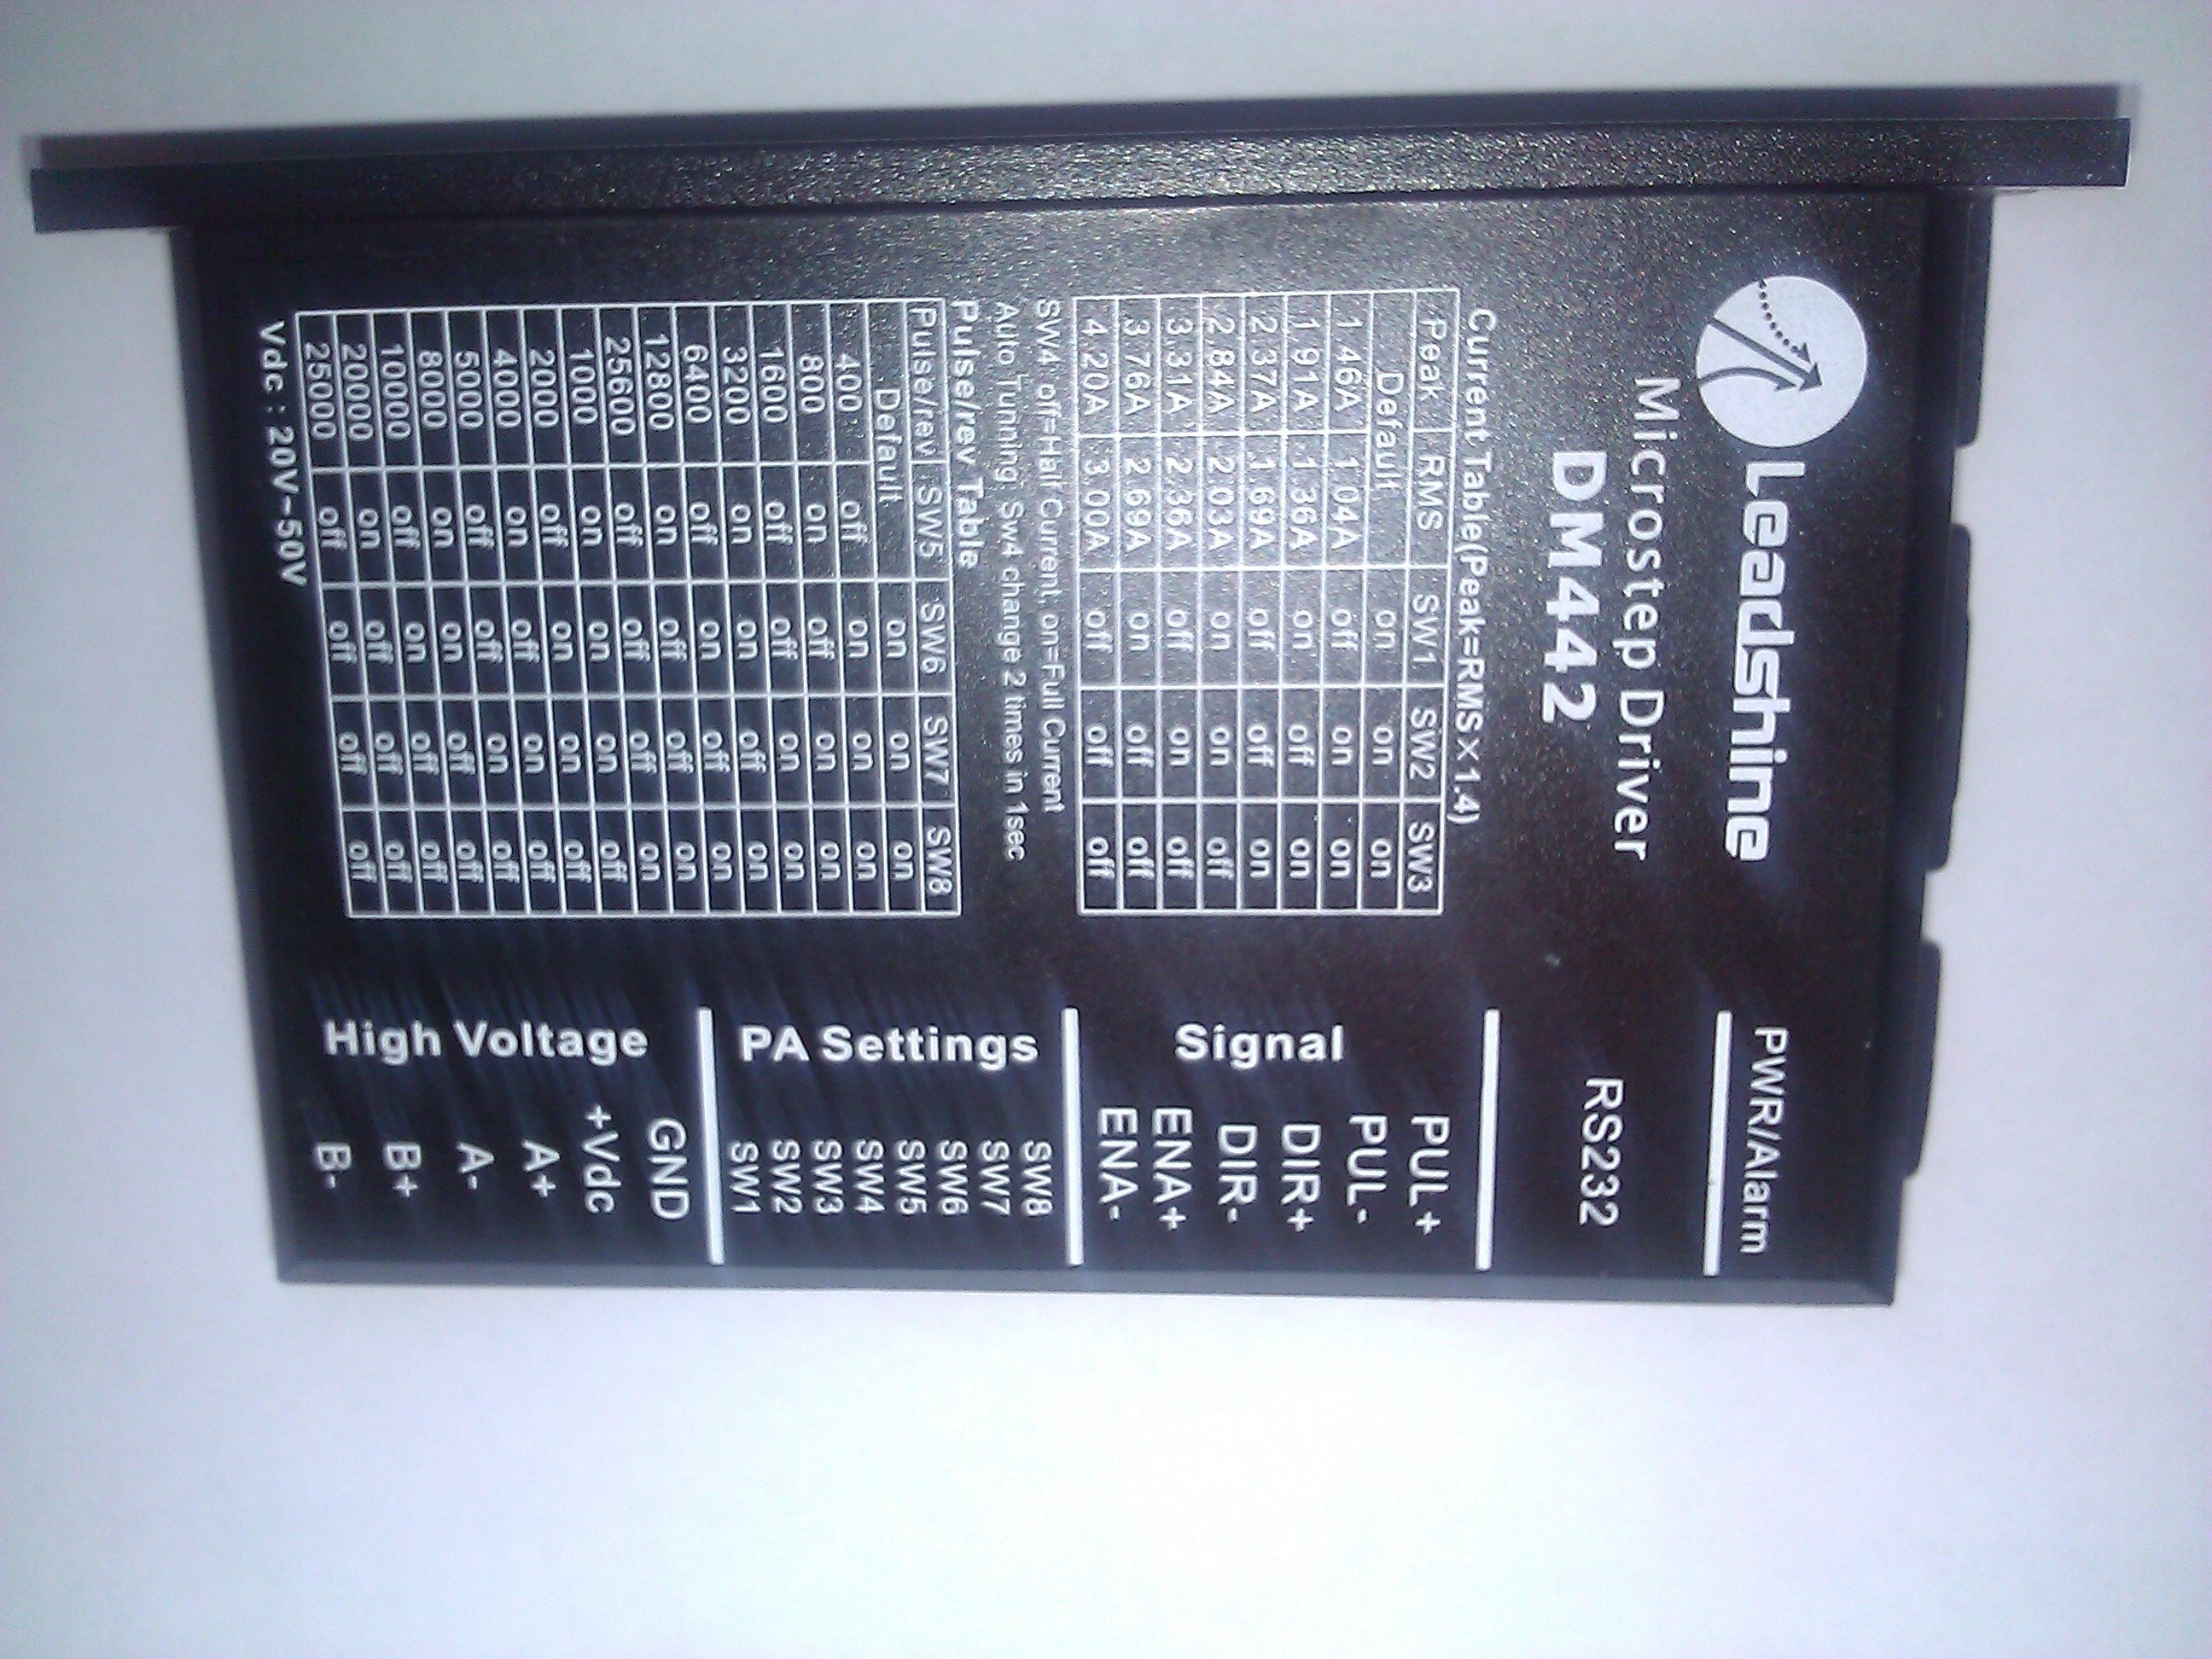 Leadshine
Microstep Driver
DM442
Current Table(Peak=RMS×1.4)
Peak RMS SW1 SW2 SW3
Default on on on
1.46A 1.04A off on on
1.91A 1.36A on off on
2.37A 1.69A off off on
2.84A 2.03A on on off
3.31A 2.36A off on off
3.76A 2.69A on off off
4.20A 3.00A off off off
SW4: off=Half Current, on=Full Current
Auto Tunning: Sw4 change 2 times in 1sec
Pulse/rev Table
Pulse/rev SW5 SW6 SW7 SW8
Default on on on
400 off on on on
800 on off on on
1600 off off on on
3200 on on off on
6400 off on off on
12800 on off off on
25600 off off off on
1000 on on on off
2000 off on on off
4000 on off on off
5000 off off on off
8000 on on off off
10000 off on off off
20000 on off off off
25000 off off off off
Vdc : 20V~50V
PWR/Alarm
RS232
Signal
PUL+
PUL-
DIR+
DIR-
ENA+
ENA-
PA Settings
SW8
SW7
SW6
SW5
SW4
SW3
SW2
SW1
High Voltage
GND
+Vdc
A+
A-
B+
B-